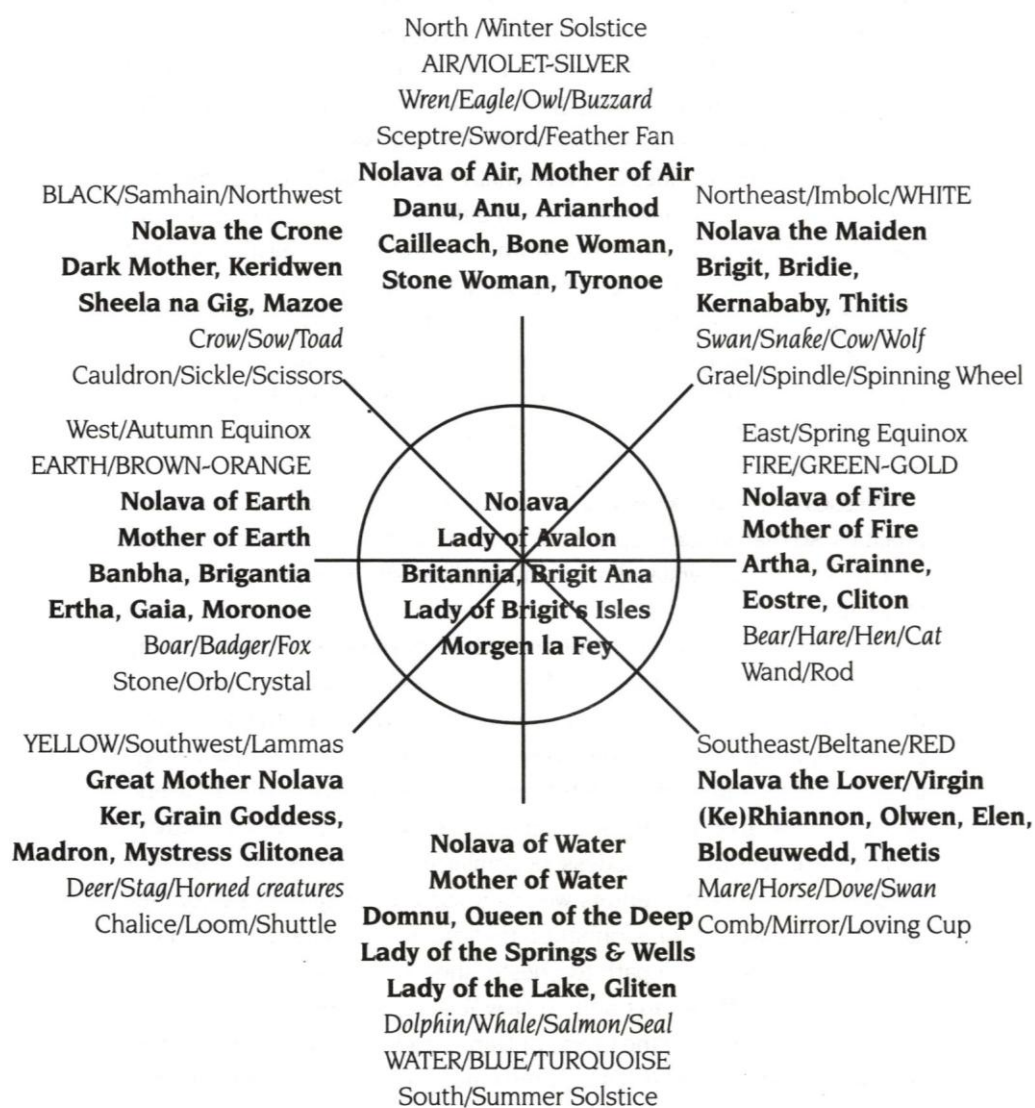 North /Winter Solstice
AIR/VIOLET-SILVER
Wren/Eagle/Owl/Buzzard
Sceptre/Sword/Feather Fan
Nolava of Air, Mother of Air
Danu, Anu, Arianrhod
Cailleach, Bone Woman,
Stone Woman, Tyronoe
BLACK/Samhain/Northwest
Nolava the Crone
Dark Mother, Keridwen
Sheela na Gig, Mazoe
Crow/Sow/Toad
Cauldron/Sickle/Scissors
Northeast/Imbolc/WHITE
Nolava the Maiden
Brigit, Bridie,
Kernababy, Thitis
Swan/Snake/Cow/Wolf
Grael/Spindle/Spinning Wheel
West/Autumn Equinox
EARTH/BROWN-ORANGE
Nolava of Earth
Mother of Earth
Banbha, Brigantia
Ertha, Gaia, Moronoe
Boar/Badger/Fox
Stone/Orb/Crystal
Nolava
Lady of Avalon
Britannia, Brigit Ana
Lady of Brigit's Isles
Morgen la Fey
East/Spring Equinox
FIRE/GREEN-GOLD
Nolava of Fire
Mother of Fire
Artha, Grainne,
Eostre, Cliton
Bear/Hare/Hen/Cat
Wand/Rod
YELLOW/Southwest/Lammas
Great Mother Nolava
Ker, Grain Goddess,
Madron, Mystress Glitonea
Deer/Stag/Horned creatures
Chalice/Loom/Shuttle
Southeast/Beltane/RED
Nolava the Lover/Virgin
(Ke)Rhiannon, Olwen, Elen,
Blodeuwedd, Thetis
Mare/Horse/Dove/Swan
Comb/Mirror/Loving Cup
Nolava of Water
Mother of Water
Domnu, Queen of the Deep
Lady of the Springs & Wells
Lady of the Lake, Gliten
Dolphin/Whale/Salmon/Seal
WATER/BLUE/TURQUOISE
South/Summer Solstice